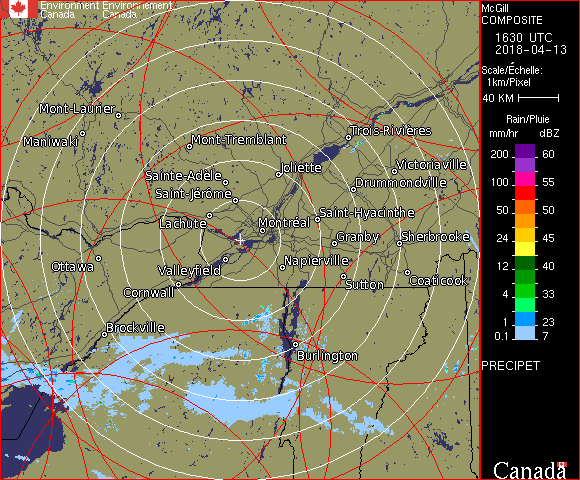 Environment Environnement
Canada Canada
McGill
COMPOSITE
1630 UTC
2018-04-13
Scale/Échelle:
1km/Pixel
40 KM
Rain/Pluie
mm/hr dBZ
200 60
100 55
50 50
24 45
12 40
4 33
1 23
0.1 7
PRECIPET
Canada
Mont-Laurier
Maniwaki
Mont-Tremblant
Trois-Rivières
Sainte-Adèle
Joliette
Victoriaville
Saint-Jérôme
Drummondville
Lachute
Montréal
Saint-Hyacinthe
Granby
Sherbrooke
Ottawa
Valleyfield
Napierville
Cornwall
Sutton
Coaticook
Brockville
Burlington